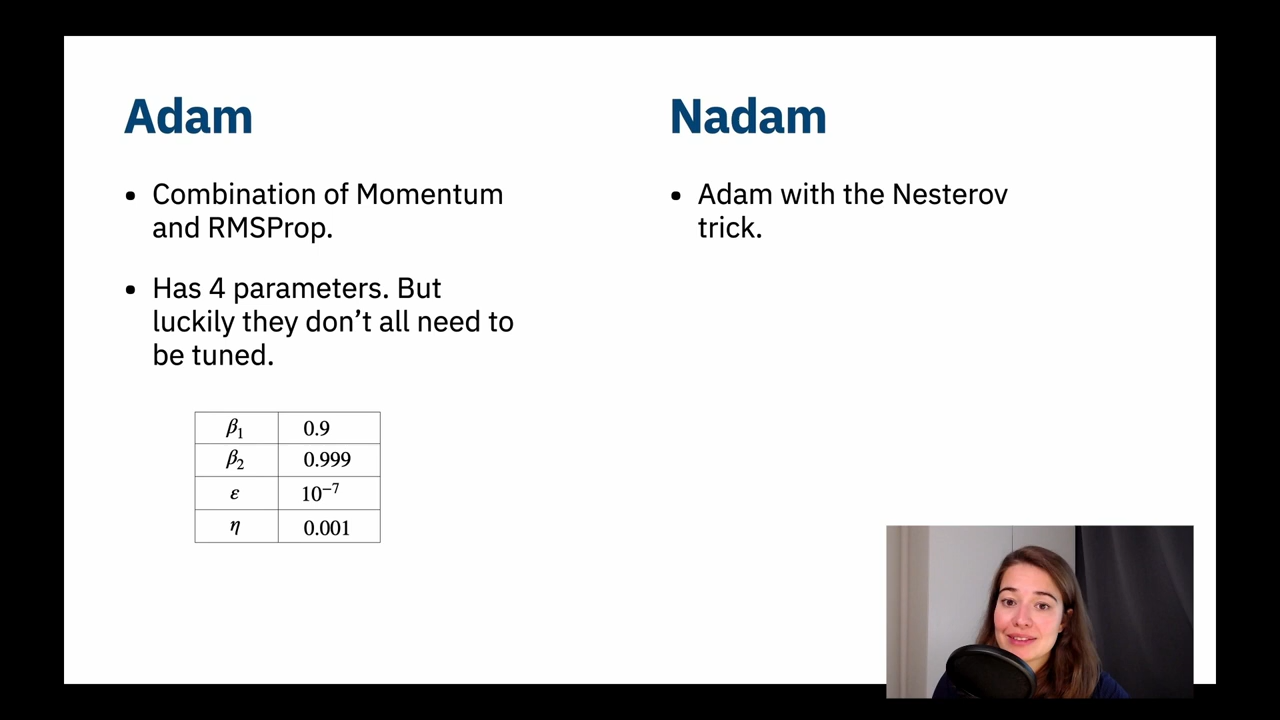 Adam
• Combination of Momentum
and RMSProp.
• Has 4 parameters. But
luckily they don’t all need to
be tuned.
β₁ 0.9
β₂ 0.999
ε 10⁻⁷
η 0.001
Nadam
• Adam with the Nesterov
trick.